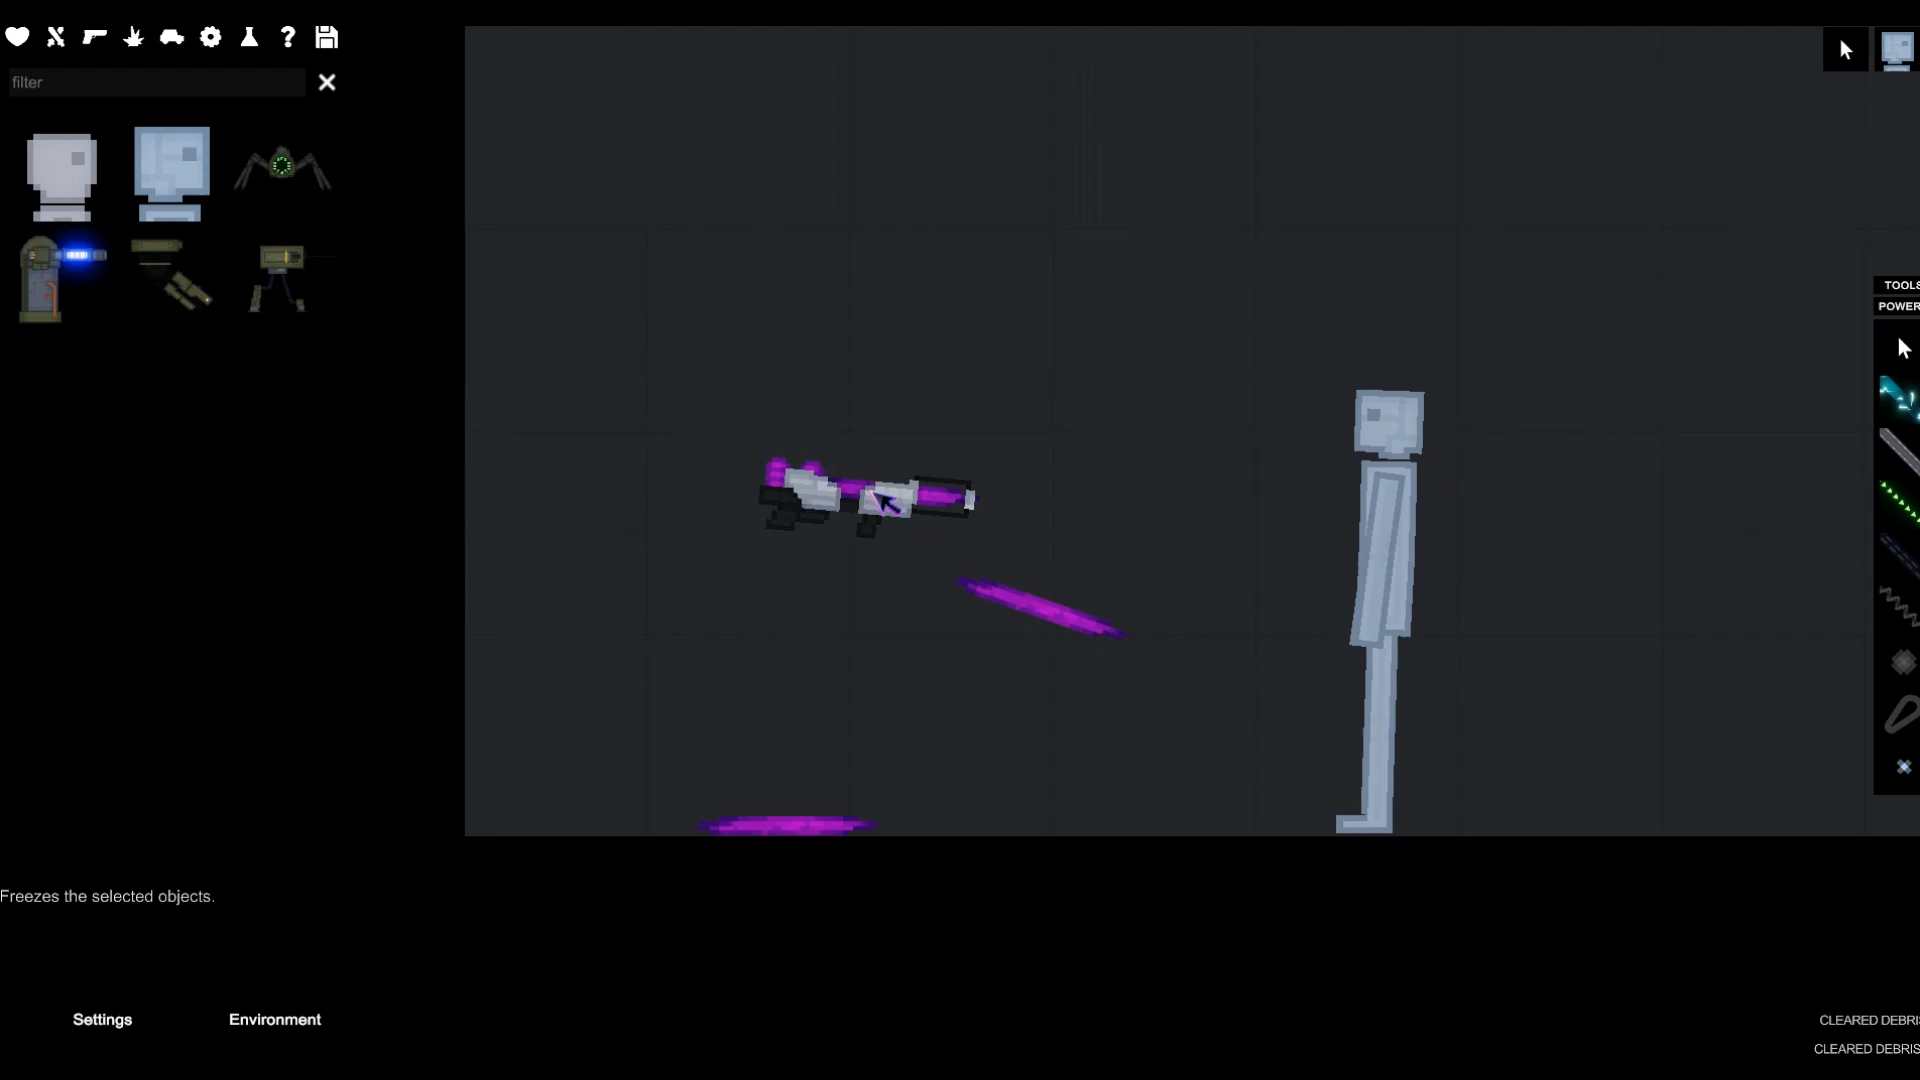 filter
TOOLS
POWER
Freezes the selected objects.
Settings
Environment
CLEARED DEBRIS
CLEARED DEBRIS